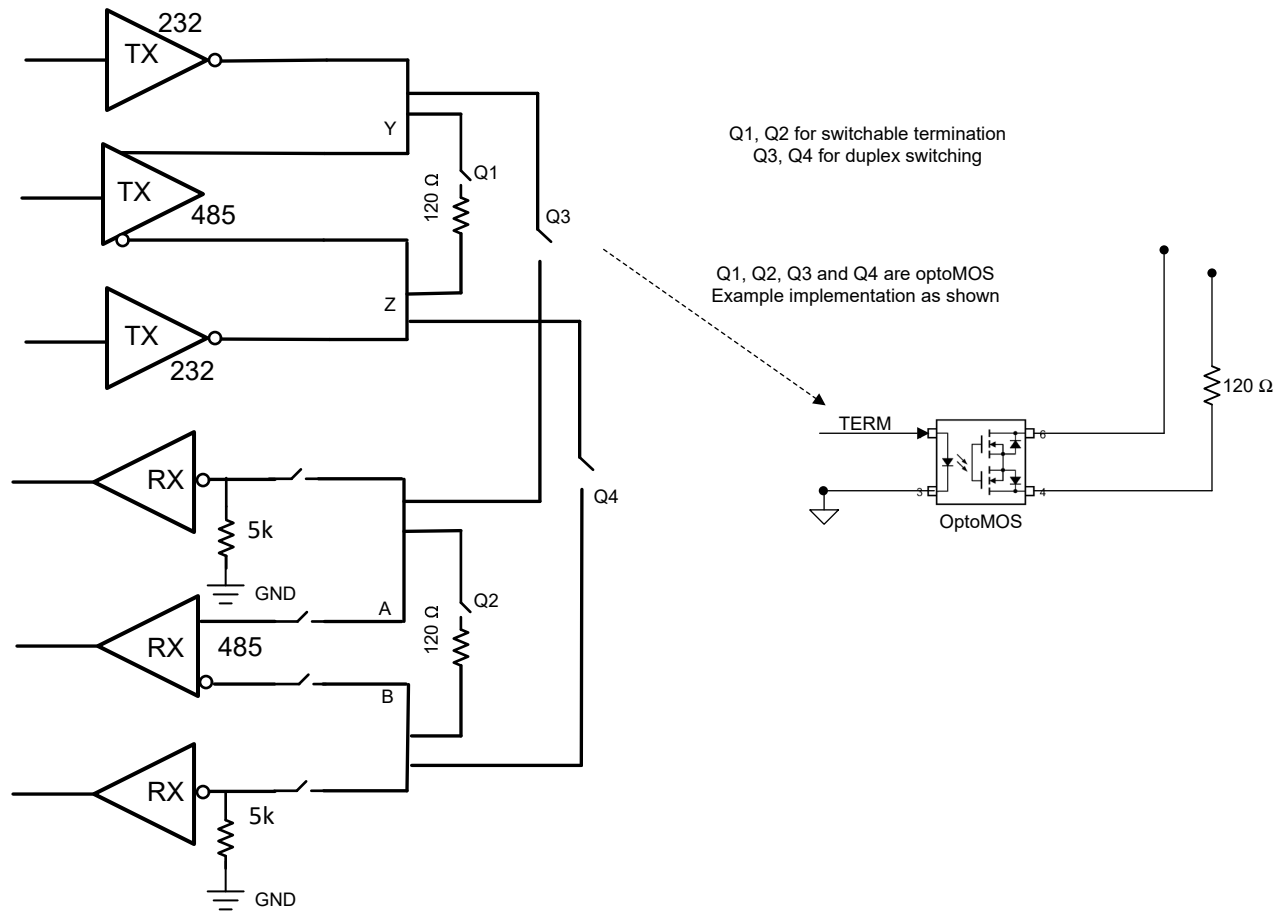 232
TX
Y
TX
485
Q1
120 Ω
Q3
Z
TX
232
Q1, Q2 for switchable termination
Q3, Q4 for duplex switching
Q1, Q2, Q3 and Q4 are optoMOS
Example implementation as shown
TERM
6
3
4
120 Ω
OptoMOS
RX
5k
GND
Q4
A
Q2
120 Ω
RX
485
B
RX
5k
GND